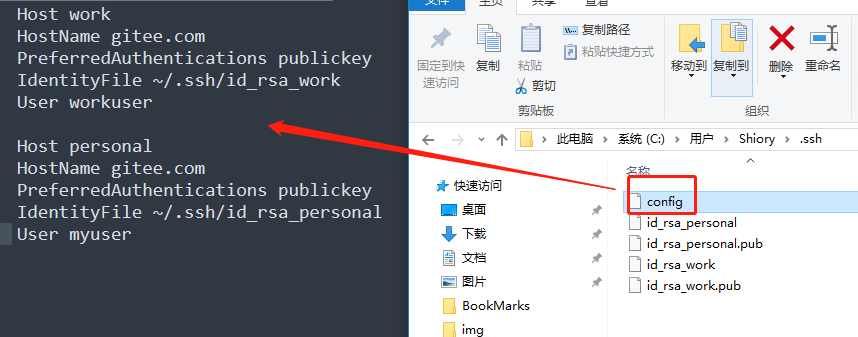 Host work
HostName gitee.com
PreferredAuthentications publickey
IdentityFile ~/.ssh/id_rsa_work
User workuser
Host personal
HostName gitee.com
PreferredAuthentications publickey
IdentityFile ~/.ssh/id_rsa_personal
User myuser
文件 主页 共享 查看
固定到快速访问
复制
粘贴
复制路径
粘贴快捷方式
剪切
剪贴板
移动到
复制到
删除
重命名
组织
此电脑 系统 (C:) 用户 Shiory .ssh
快速访问
桌面
下载
文档
图片
BookMarks
img
名称
config
id_rsa_personal
id_rsa_personal.pub
id_rsa_work
id_rsa_work.pub